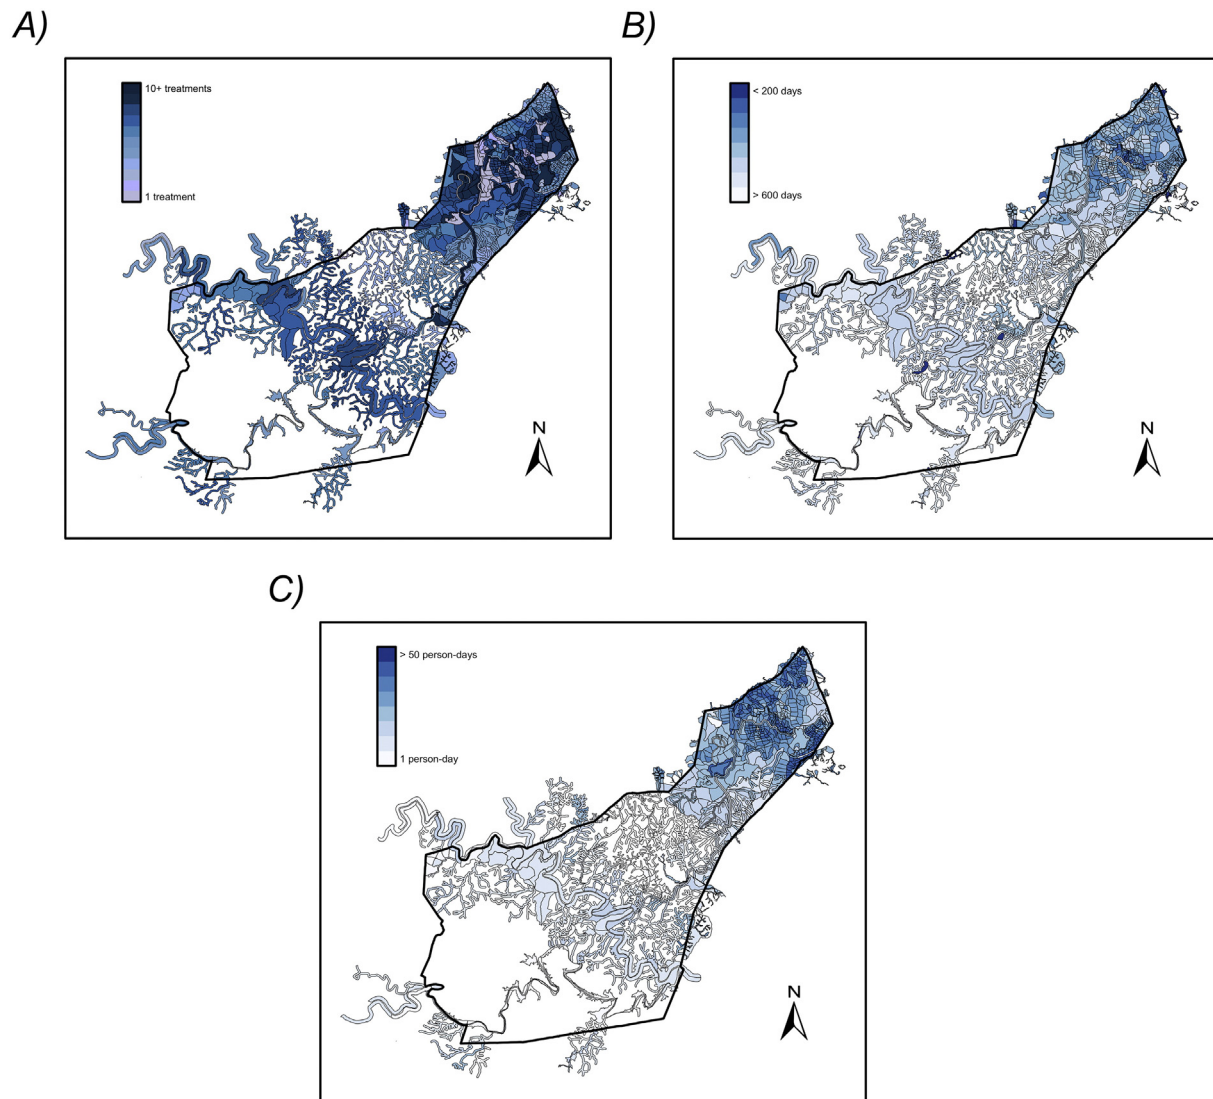 A)
B)
10+ treatments
1 treatment
N
< 200 days
> 600 days
N
C)
> 50 person-days
1 person-day
N